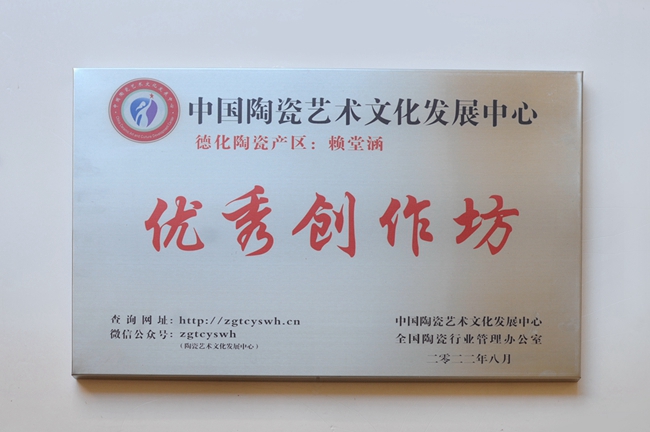 中国陶瓷艺术文化发展中心
德化陶瓷产区：赖堂涵
优秀创作坊
查询网址：http://zgtcyswh.cn
微信公众号：zgtcyswh
（陶瓷艺术文化发展中心）
中国陶瓷艺术文化发展中心
全国陶瓷行业管理办公室
二零二二年八月